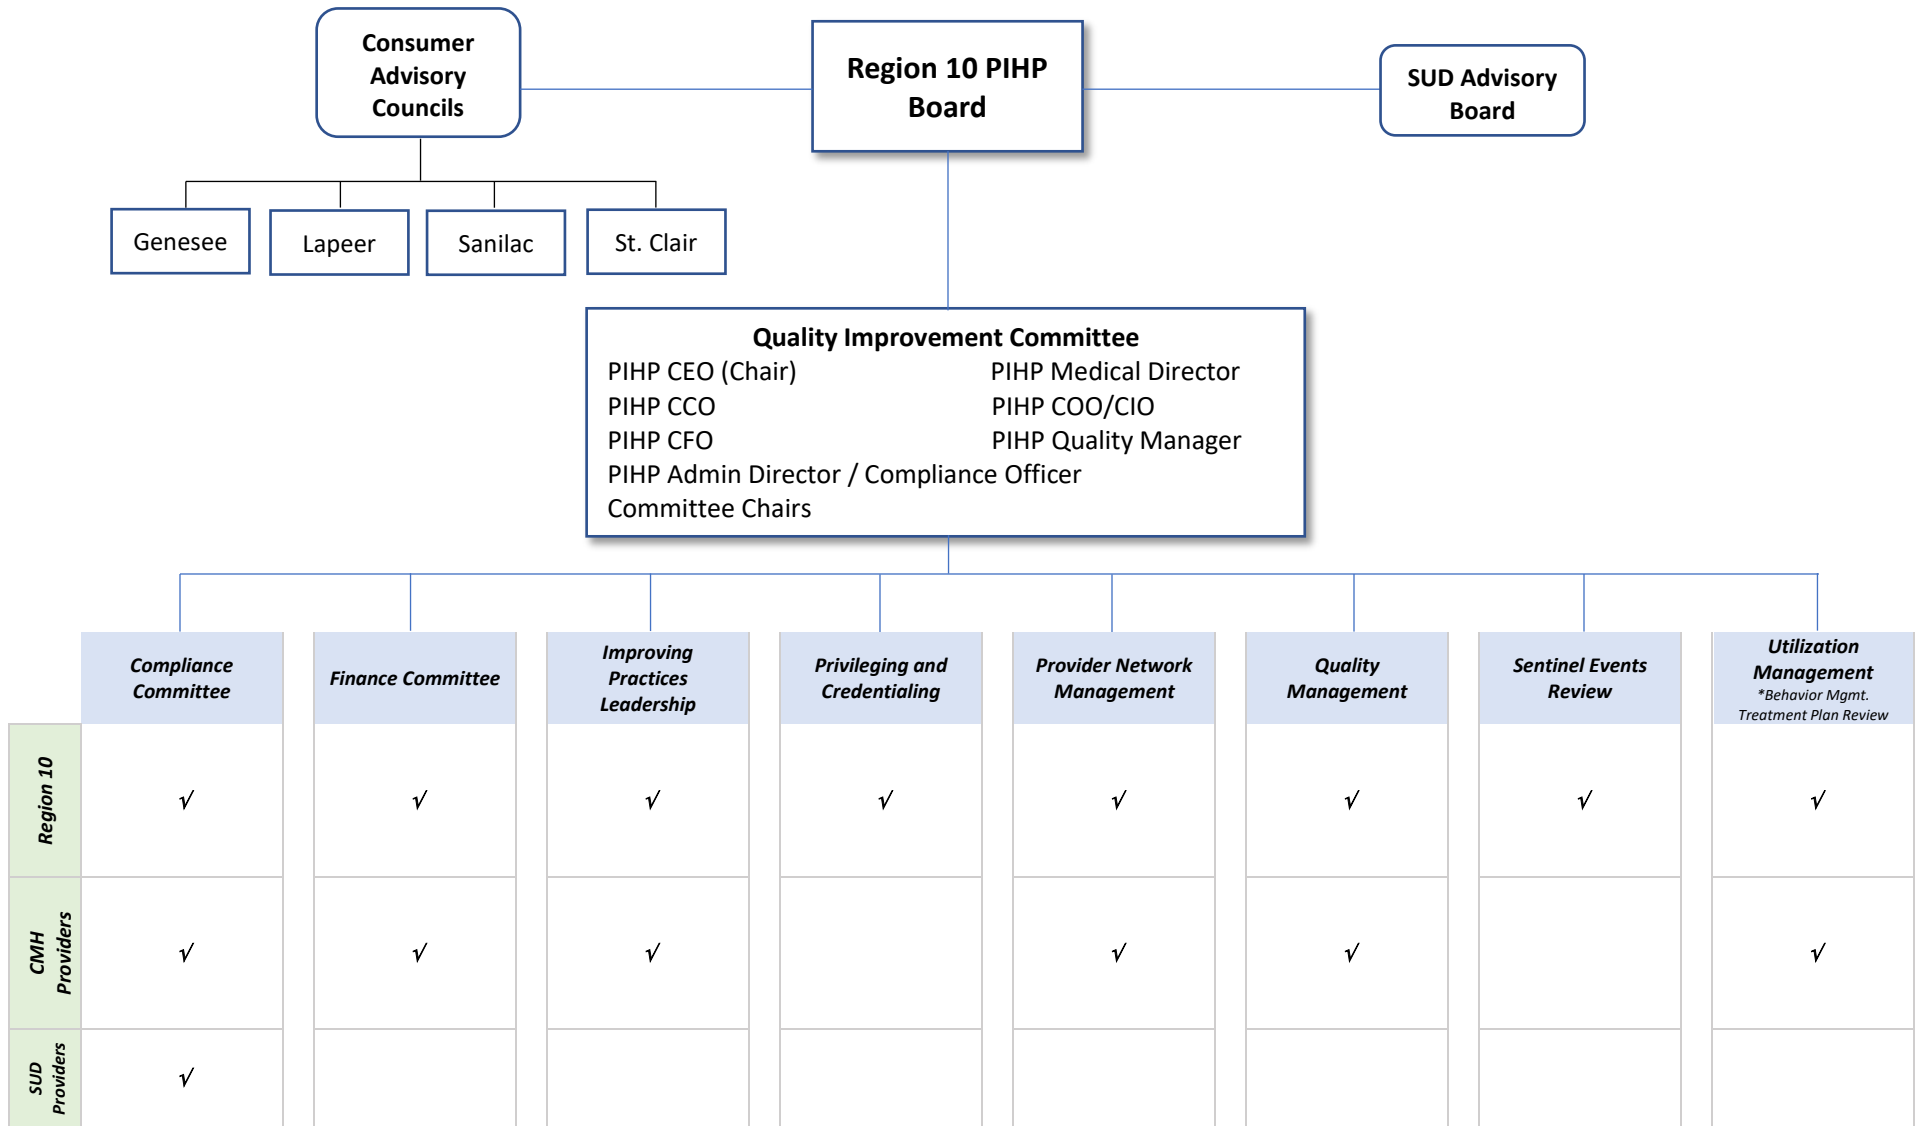 Consumer
Advisory
Councils
Region 10 PIHP
Board
SUD Advisory
Board
Genesee
Lapeer
Sanilac
St. Clair
Quality Improvement Committee
PIHP CEO (Chair) PIHP Medical Director
PIHP CCO PIHP COO/CIO
PIHP CFO PIHP Quality Manager
PIHP Admin Director / Compliance Officer
Committee Chairs
Compliance
Committee
Finance Committee
Improving
Practices
Leadership
Privileging and
Credentialing
Provider Network
Management
Quality
Management
Sentinel Events
Review
Utilization
Management
*Behavior Mgmt.
Treatment Plan Review
Region 10
√ √ √ √ √ √ √ √
CMH
Providers
√ √ √ √ √ √
SUD
Providers
√